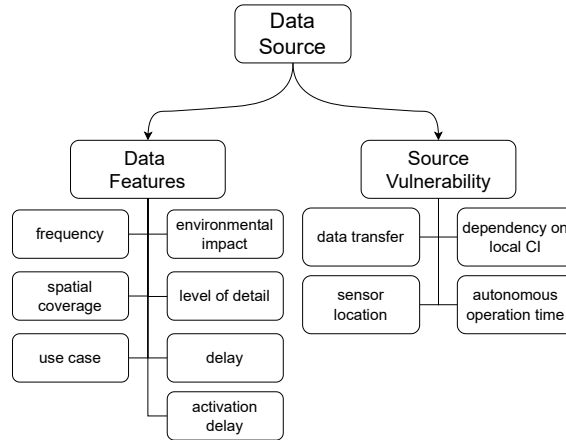 Data
Source
Data
Features
Source
Vulnerability
frequency
environmental
impact
spatial
coverage
level of detail
use case
delay
activation
delay
data transfer
dependency on
local CI
sensor
location
autonomous
operation time